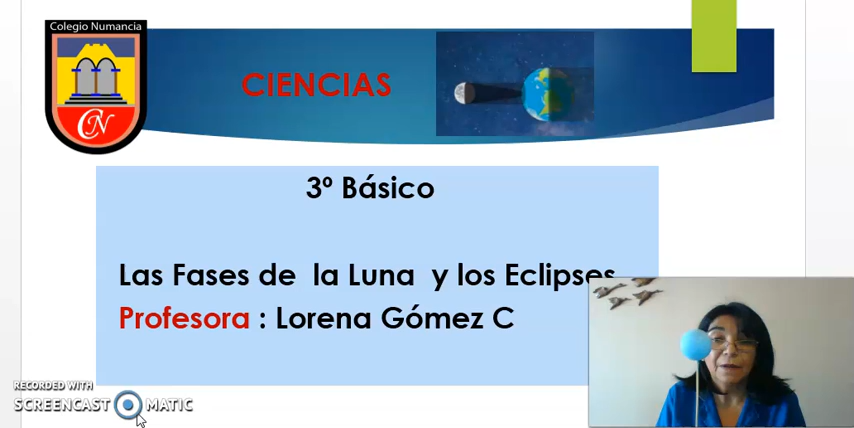 Colegio Numancia
CN
CIENCIAS
3º Básico
Las Fases de la Luna y los Eclipses
Profesora : Lorena Gómez C
RECORDED WITH
SCREENCAST MATIC